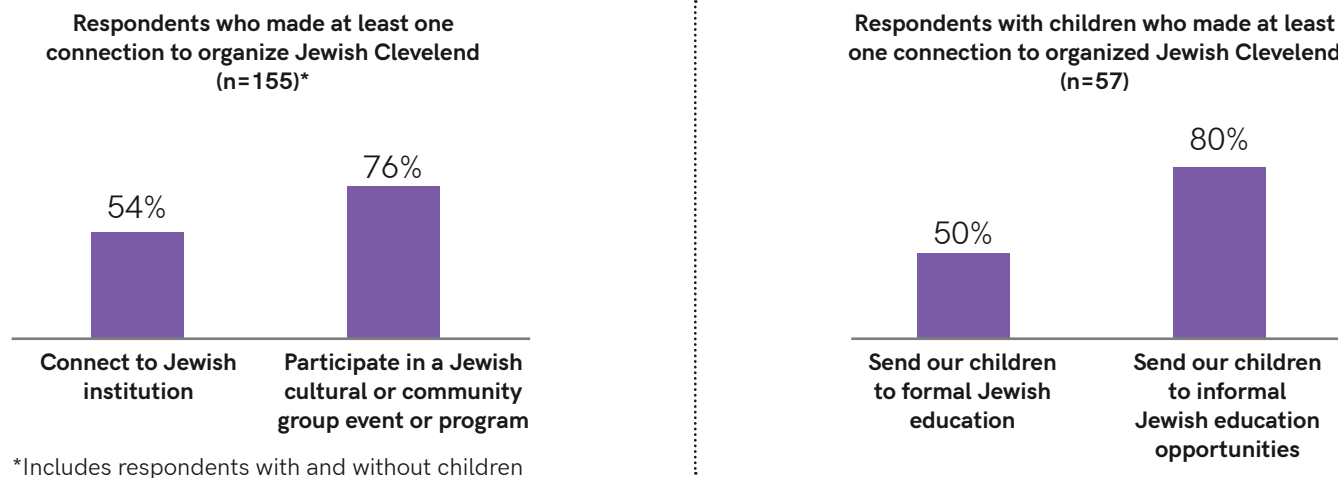 Respondents who made at least one
connection to organize Jewish Clevelend
(n=155)*
76%
54%
Connect to Jewish
institution
Participate in a Jewish
cultural or community
group event or program
*Includes respondents with and without children
Respondents with children who made at least
one connection to organized Jewish Clevelend
(n=57)
80%
50%
Send our children
to formal Jewish
education
Send our children
to informal
Jewish education
opportunities